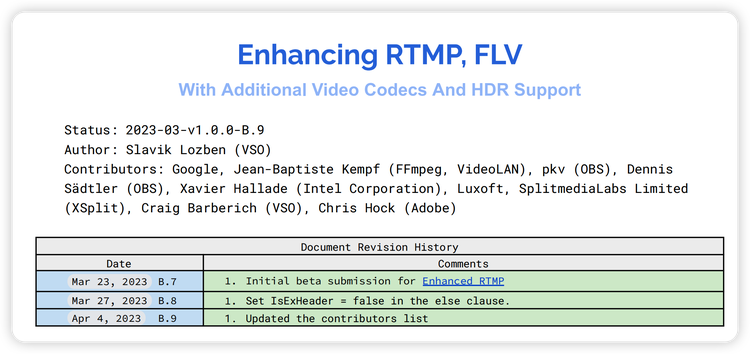 Enhancing RTMP, FLV
With Additional Video Codecs And HDR Support
Status: 2023-03-v1.0.0-B.9
Author: Slavik Lozben (VSO)
Contributors: Google, Jean-Baptiste Kempf (FFmpeg, VideoLAN), pkv (OBS), Dennis
Sädtler (OBS), Xavier Hallade (Intel Corporation), Luxoft, SplitmediaLabs Limited
(XSplit), Craig Barberich (VSO), Chris Hock (Adobe)
Document Revision History
Date Comments
Mar 23, 2023 B.7 1. Initial beta submission for Enhanced RTMP
Mar 27, 2023 B.8 1. Set IsExHeader = false in the else clause.
Apr 4, 2023 B.9 1. Updated the contributors list